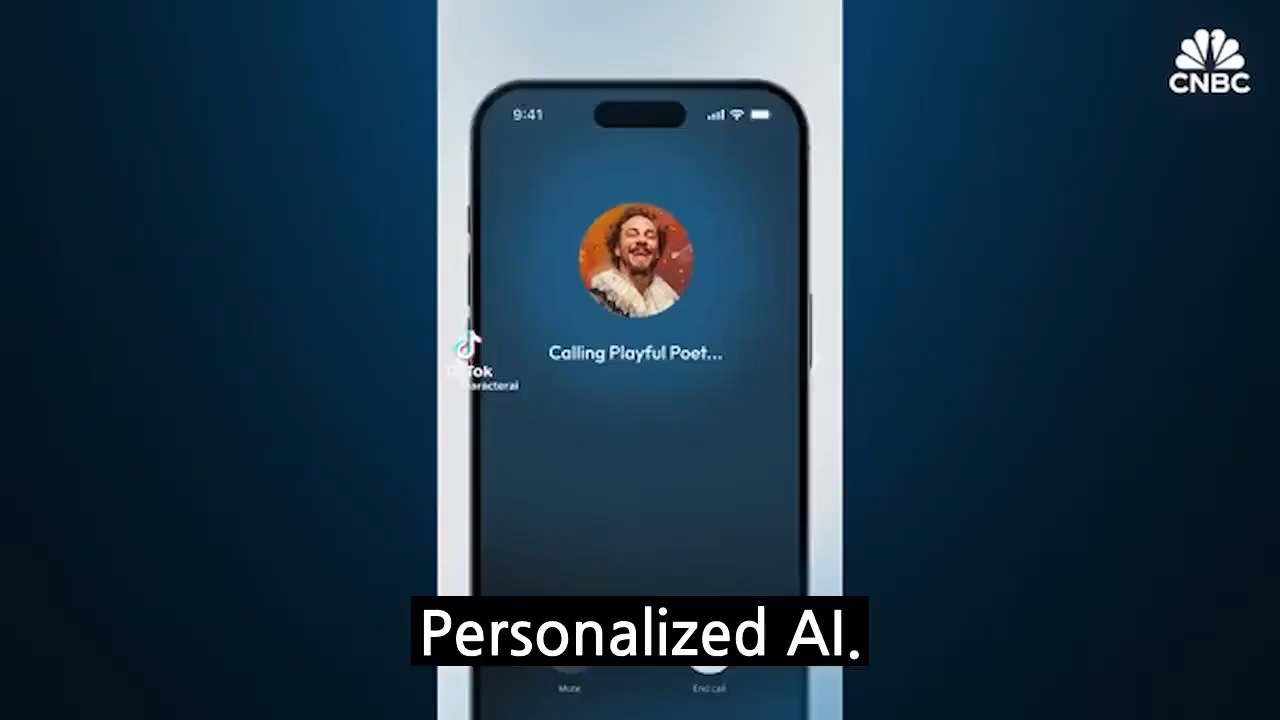 CNBC
9:41
Calling Playful Poet...
Personalized AI.
Mute
End call